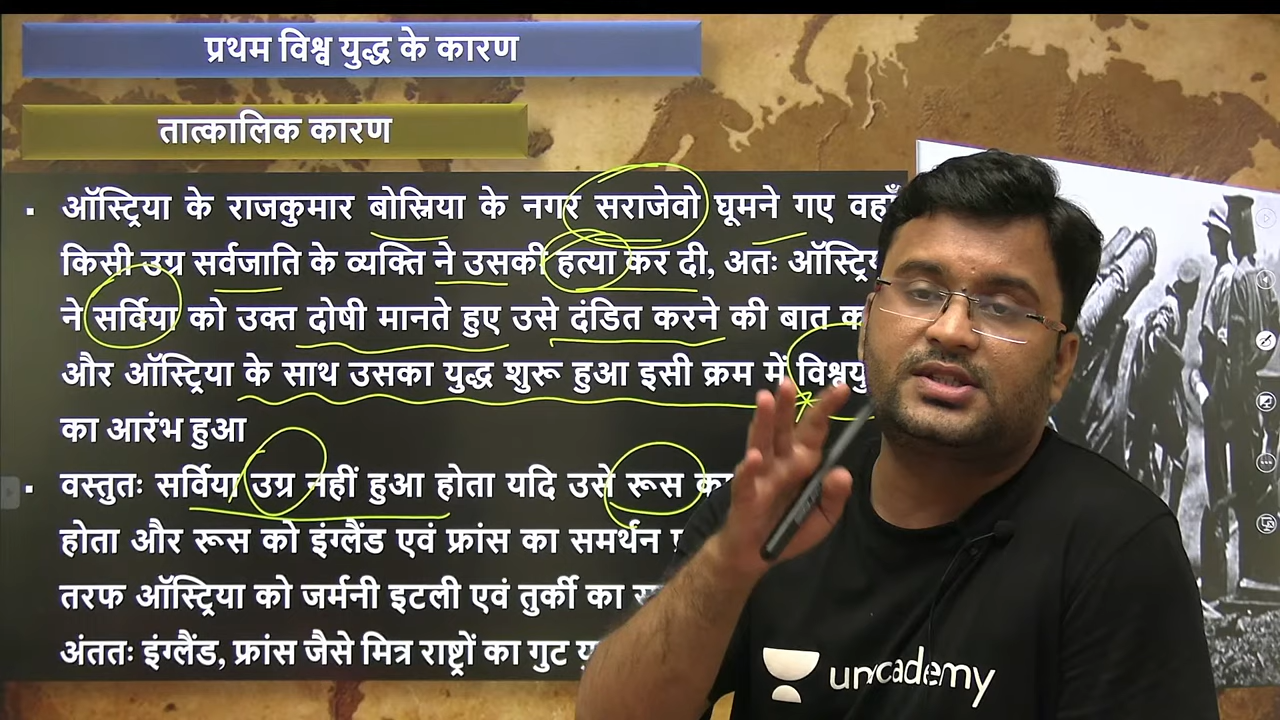 प्रथम विश्व युद्ध के कारण
तात्कालिक कारण
ऑस्ट्रिया के राजकुमार बोस्निया के नगर सराजेवो घूमने गए वहाँ
किसी उग्र सर्वजाति के व्यक्ति ने उसकी हत्या कर दी, अतः
ने सर्विया को उक्त दोषी मानते हुए उसे दंडित करने की बात
और ऑस्ट्रिया के साथ उसका युद्ध शुरू हुआ इसी क्रम में
का आरंभ हुआ
वस्तुतः सर्विया उग्र नहीं हुआ होता यदि उसे रूस
होता और रूस को इंग्लैंड एवं फ्रांस का समर्थन
तरफ ऑस्ट्रिया को जर्मनी इटली एवं तुर्की का
अंततः इंग्लैंड, फ्रांस जैसे मित्र राष्ट्रों का गुट
unacademy